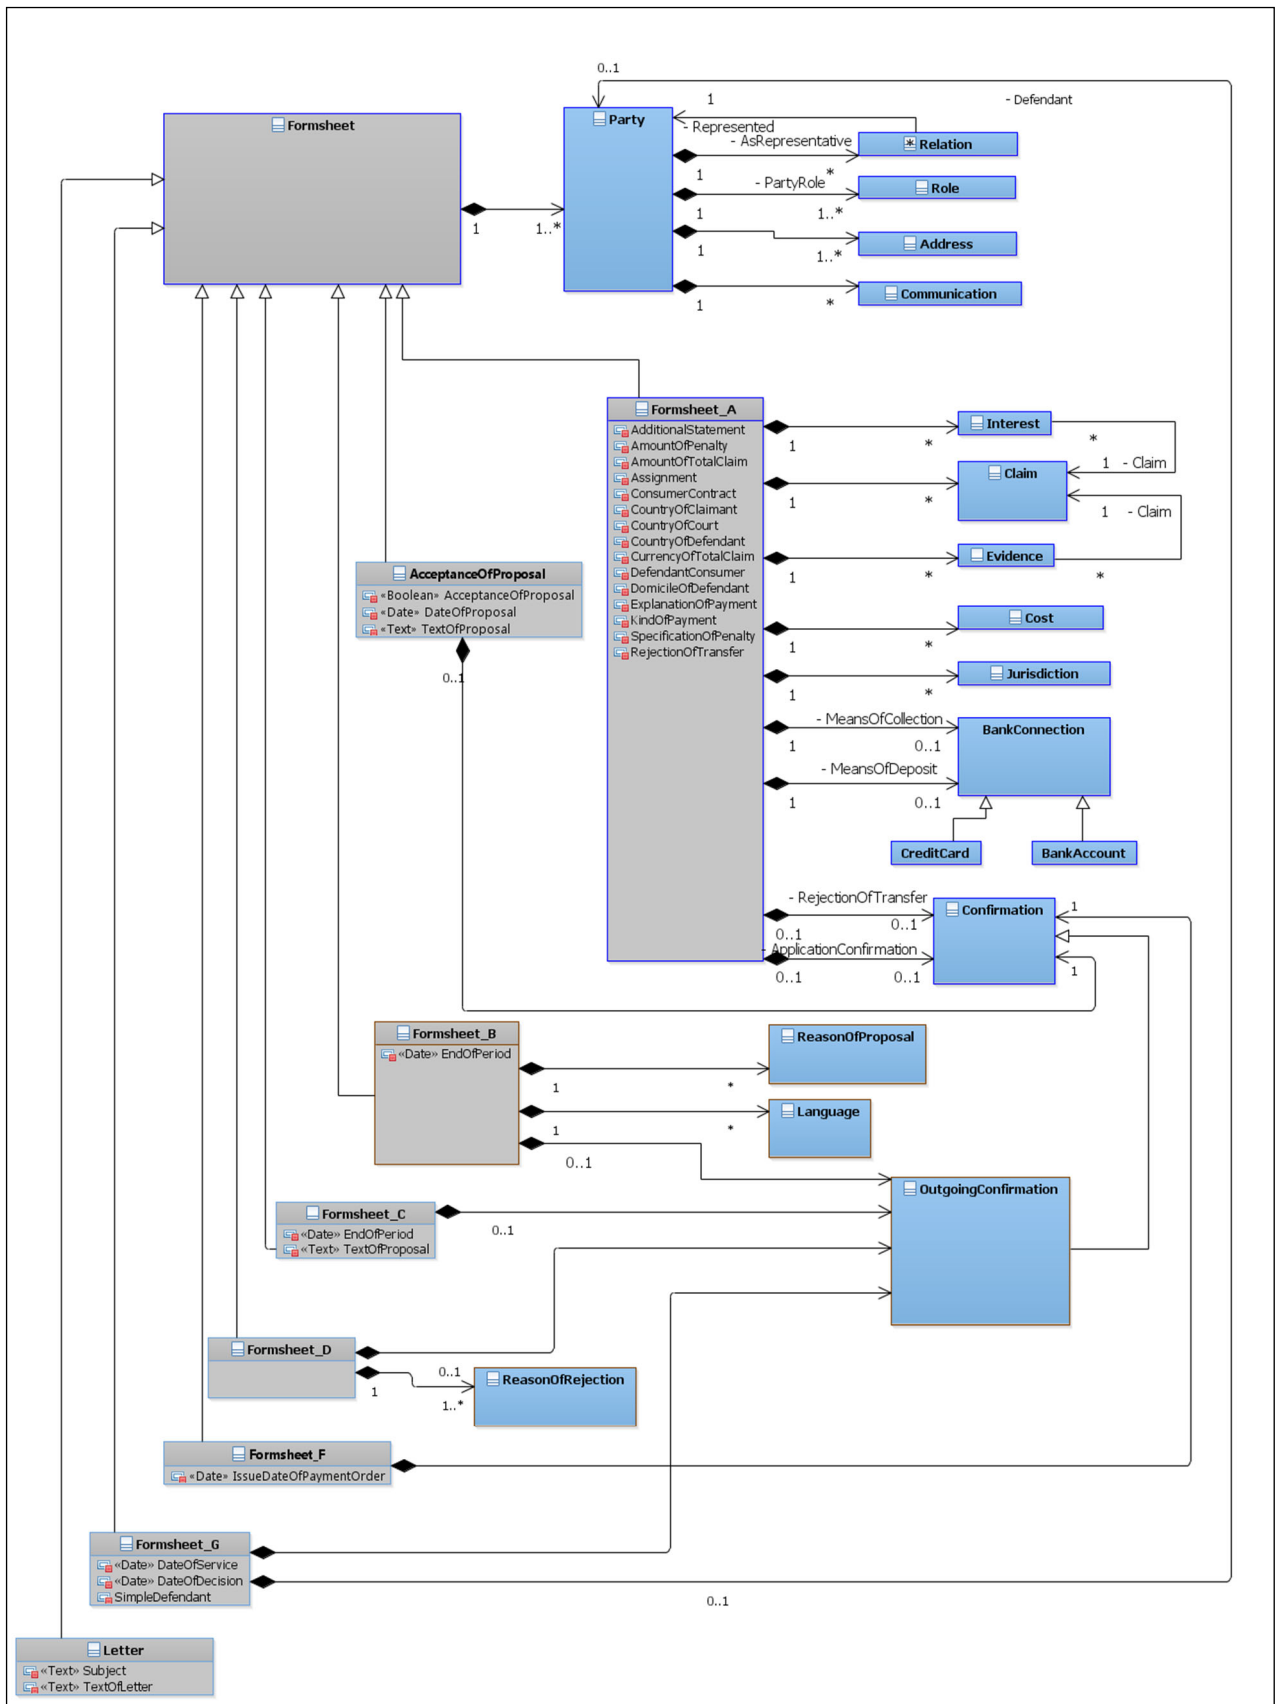 0..1
- Defendant
Formsheet
Party
1
- Represented
- AsRepresentative
Relation
1
*
- PartyRole
Role
1
1..*
1
1..*
Address
1
1..*
Communication
1
*
Formsheet_A
AdditionalStatement
AmountOfPenalty
AmountOfTotalClaim
Assignment
ConsumerContract
CountryOfClaimant
CountryOfCourt
CountryOfDefendant
CurrencyOfTotalClaim
DefendantConsumer
DomicileOfDefendant
ExplanationOfPayment
KindOfPayment
SpecificationOfPenalty
RejectionOfTransfer
Interest
1
*
*
1 - Claim
Claim
1
*
1 - Claim
Evidence
1
*
*
Cost
1
*
Jurisdiction
1
*
- MeansOfCollection
BankConnection
1
0..1
- MeansOfDeposit
1
0..1
CreditCard
BankAccount
AcceptanceOfProposal
«Boolean» AcceptanceOfProposal
«Date» DateOfProposal
«Text» TextOfProposal
0..1
- RejectionOfTransfer
Confirmation
1
0..1
0..1
- ApplicationConfirmation
0..1
0..1
1
Formsheet_B
«Date» EndOfPeriod
ReasonOfProposal
1
*
Language
1
*
0..1
OutgoingConfirmation
Formsheet_C
«Date» EndOfPeriod
«Text» TextOfProposal
0..1
Formsheet_D
0..1
ReasonOfRejection
1
1..*
Formsheet_F
«Date» IssueDateOfPaymentOrder
Formsheet_G
«Date» DateOfService
«Date» DateOfDecision
SimpleDefendant
0..1
Letter
«Text» Subject
«Text» TextOfLetter